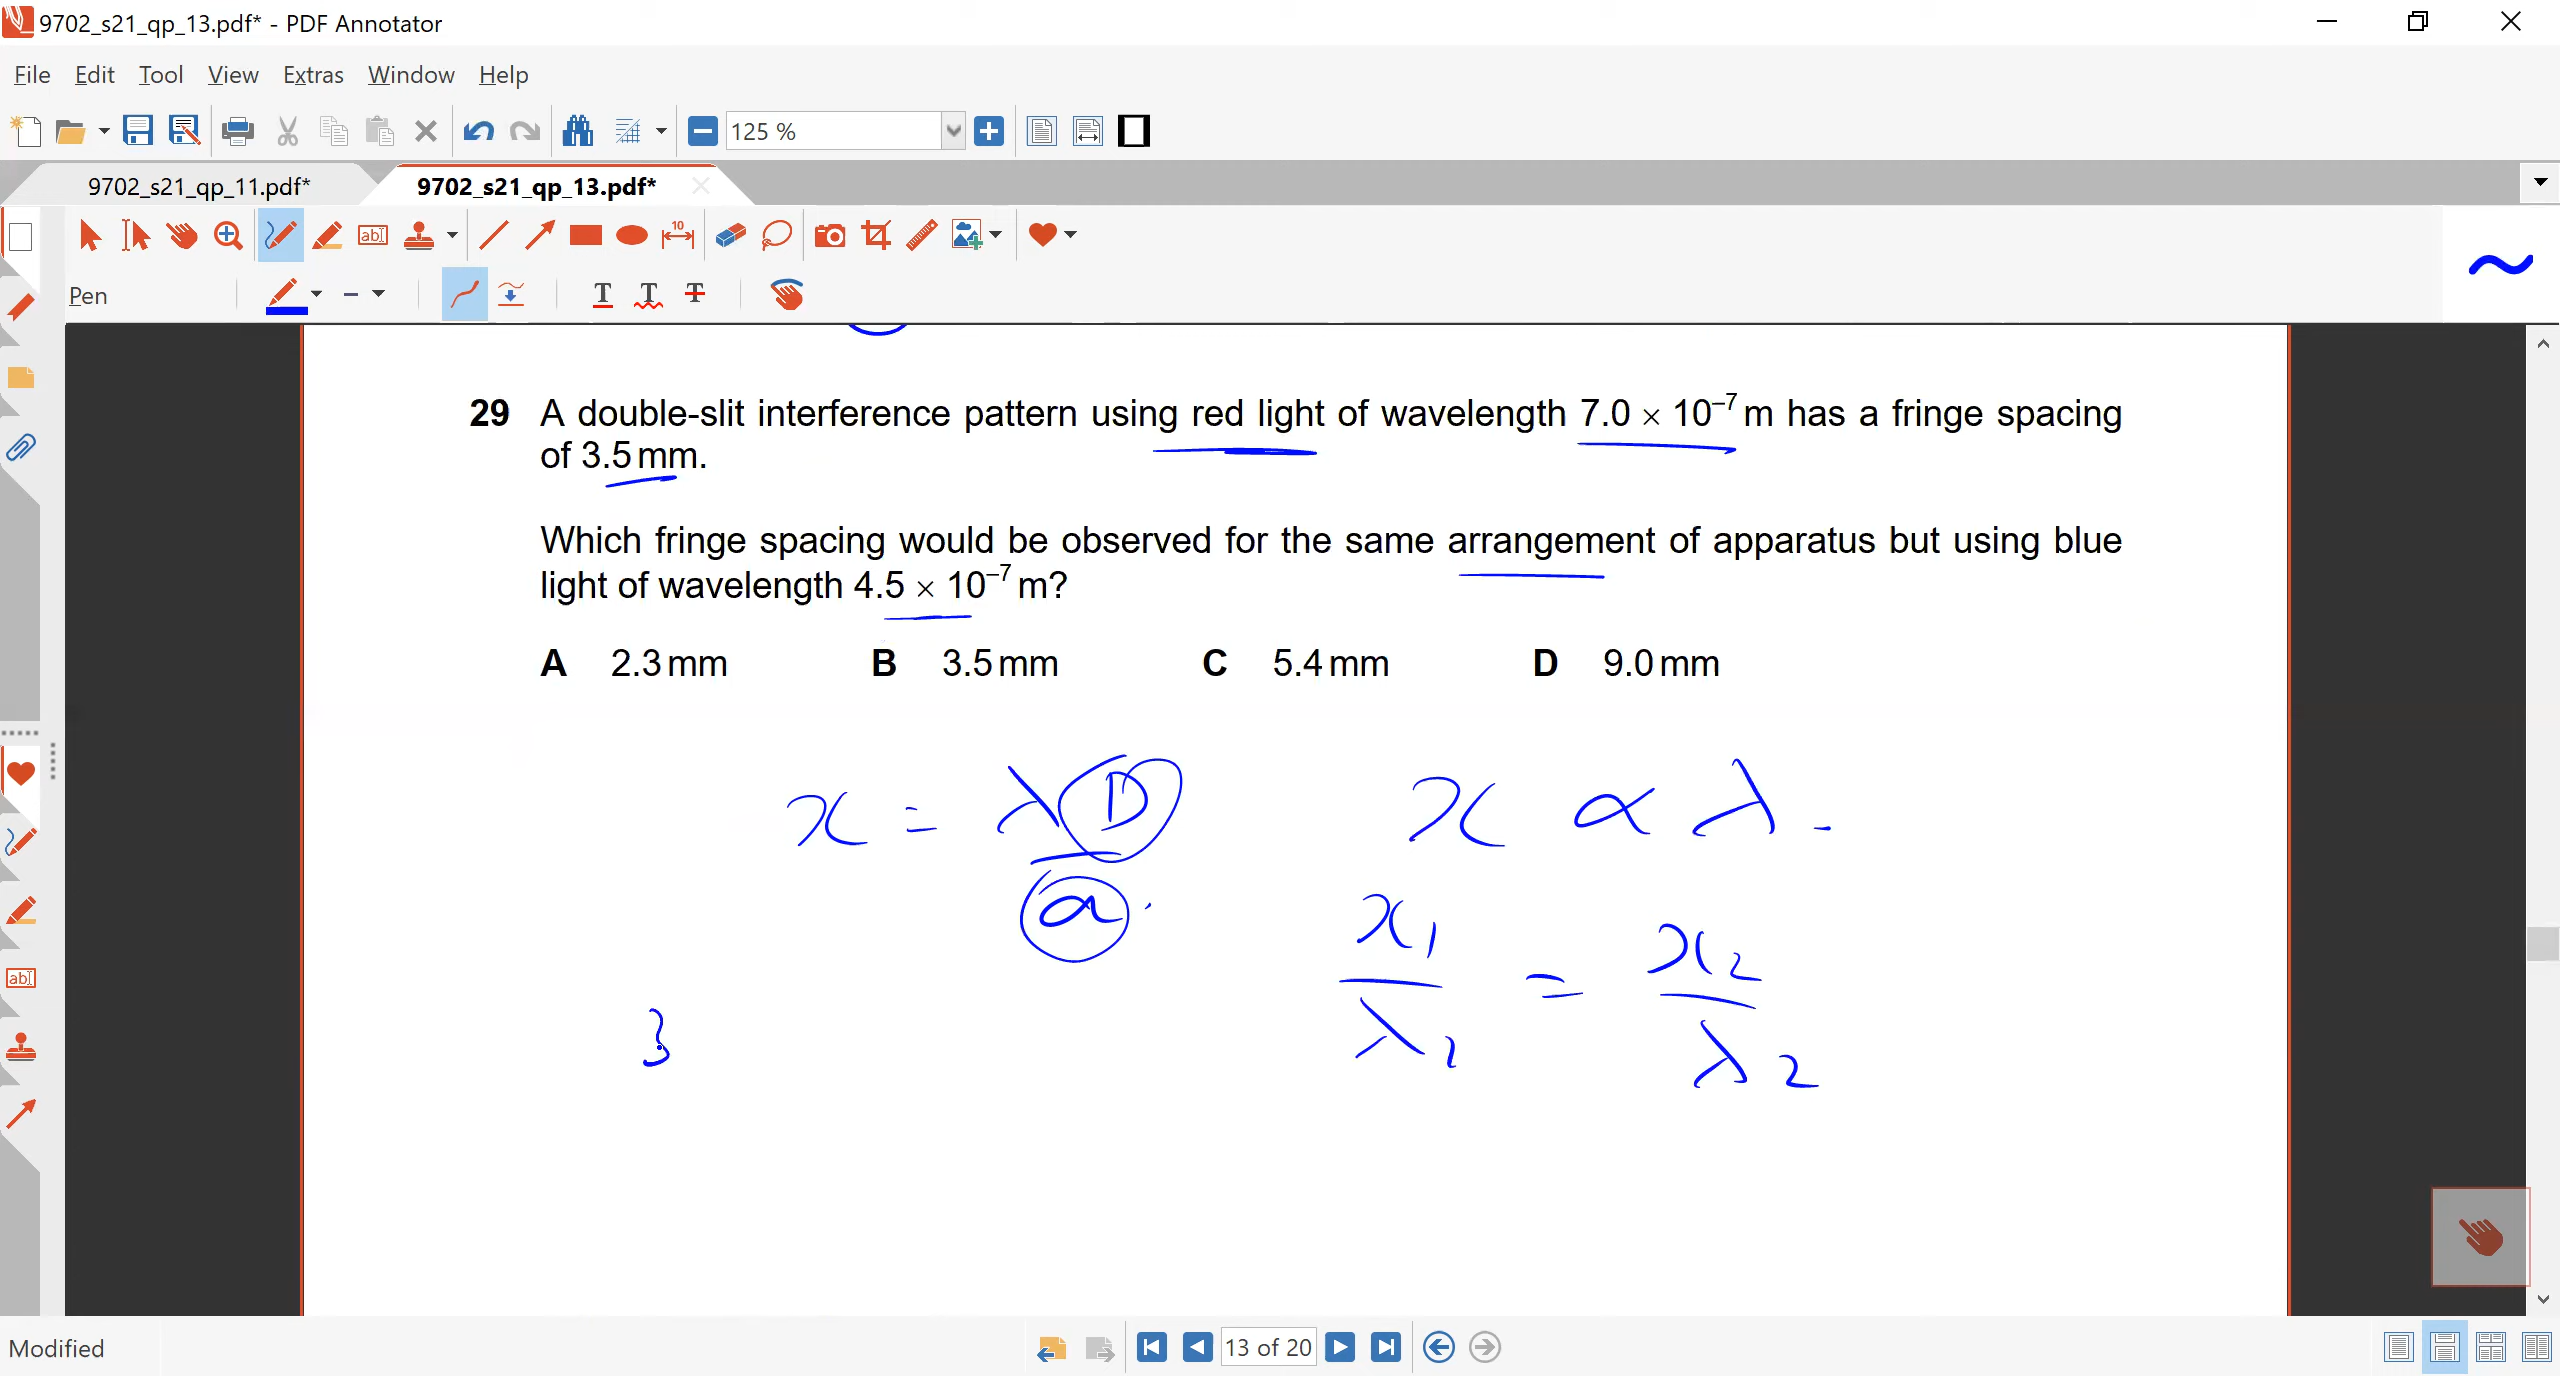 9702_s21_qp_13.pdf* - PDF Annotator
File Edit Tool View Extras Window Help
125 %
9702_s21_qp_11.pdf* 9702_s21_qp_13.pdf*
ab 10
Pen T T T
29 A double-slit interference pattern using red light of wavelength 7.0 × 10⁻⁷ m has a fringe spacing
of 3.5 mm.
Which fringe spacing would be observed for the same arrangement of apparatus but using blue
light of wavelength 4.5 × 10⁻⁷ m?
A 2.3 mm B 3.5 mm C 5.4 mm D 9.0 mm
x = λD / a
x ∝ λ
x₁ / λ₁ = x₂ / λ₂
3
ab
Modified 13 of 20